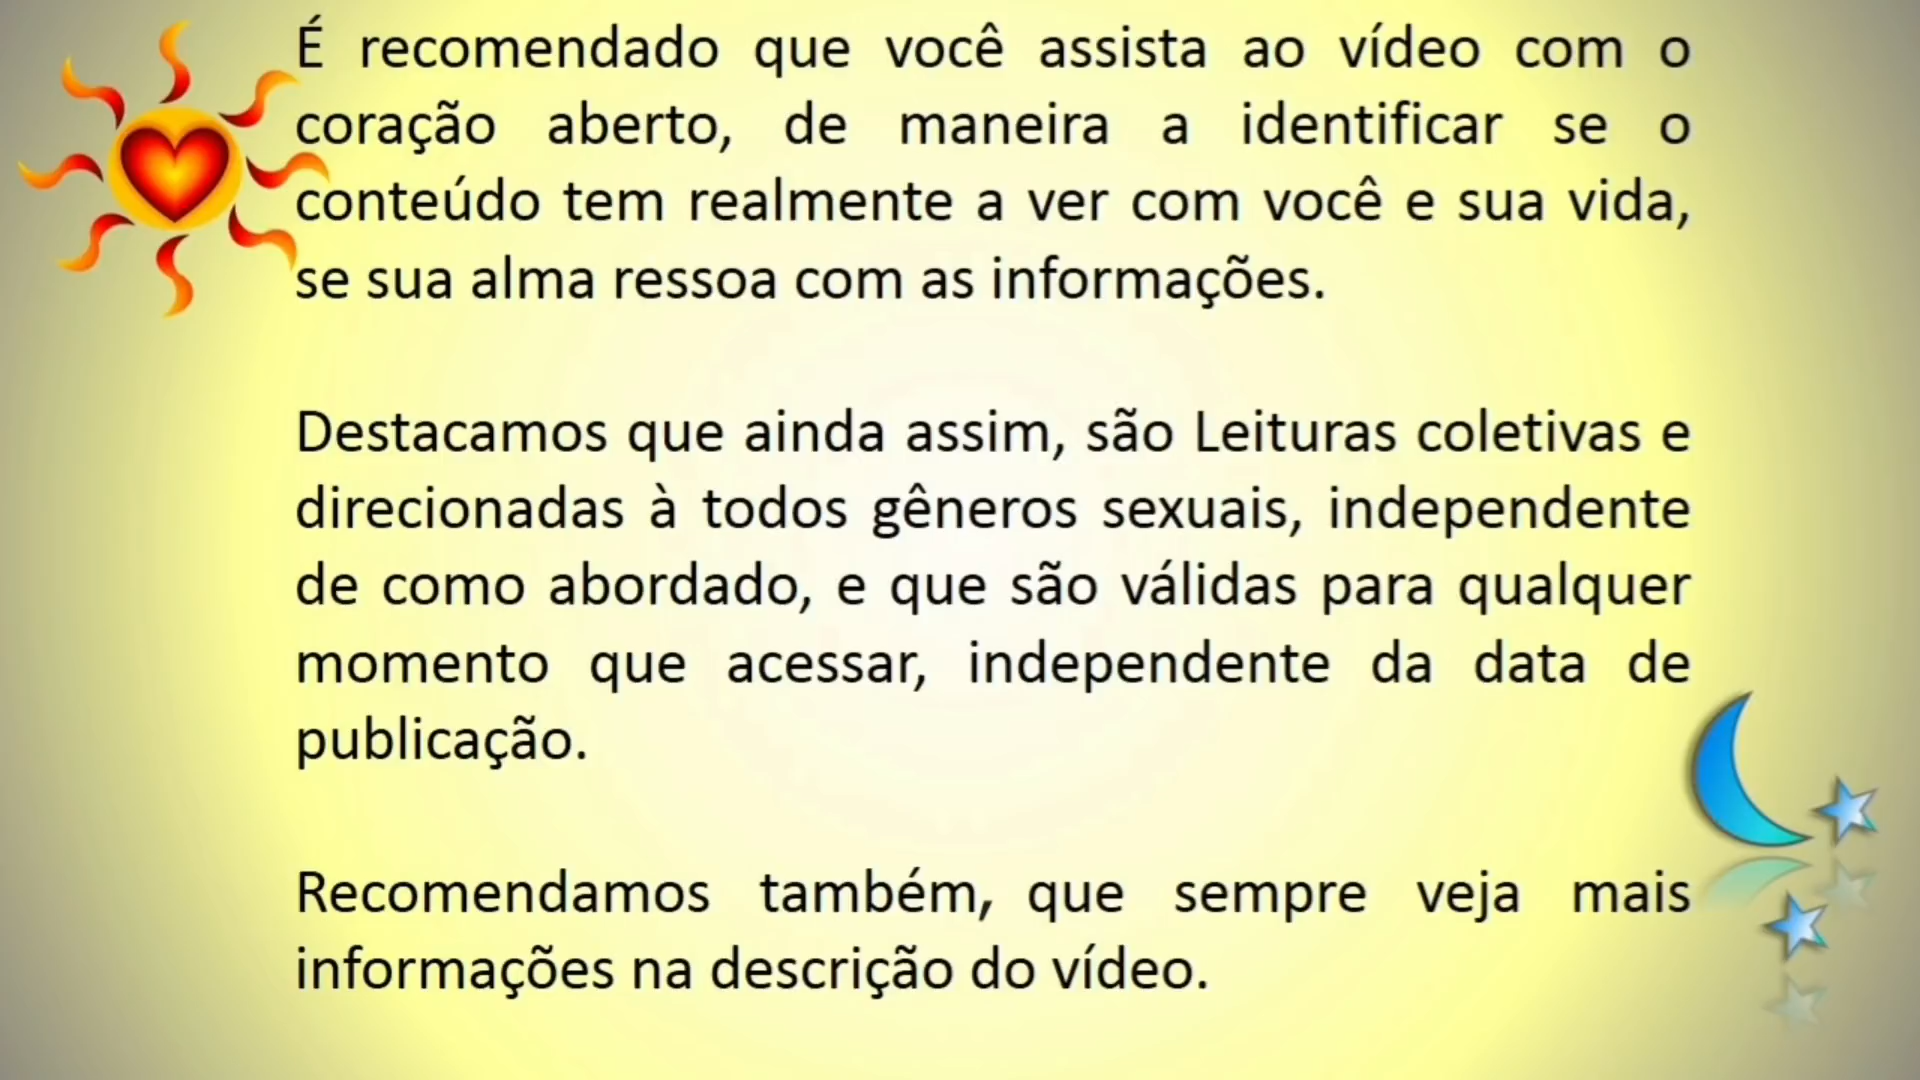 É recomendado que você assista ao vídeo com o
coração aberto, de maneira a identificar se o
conteúdo tem realmente a ver com você e sua vida,
se sua alma ressoa com as informações.
Destacamos que ainda assim, são Leituras coletivas e
direcionadas à todos gêneros sexuais, independente
de como abordado, e que são válidas para qualquer
momento que acessar, independente da data de
publicação.
Recomendamos também, que sempre veja mais
informações na descrição do vídeo.